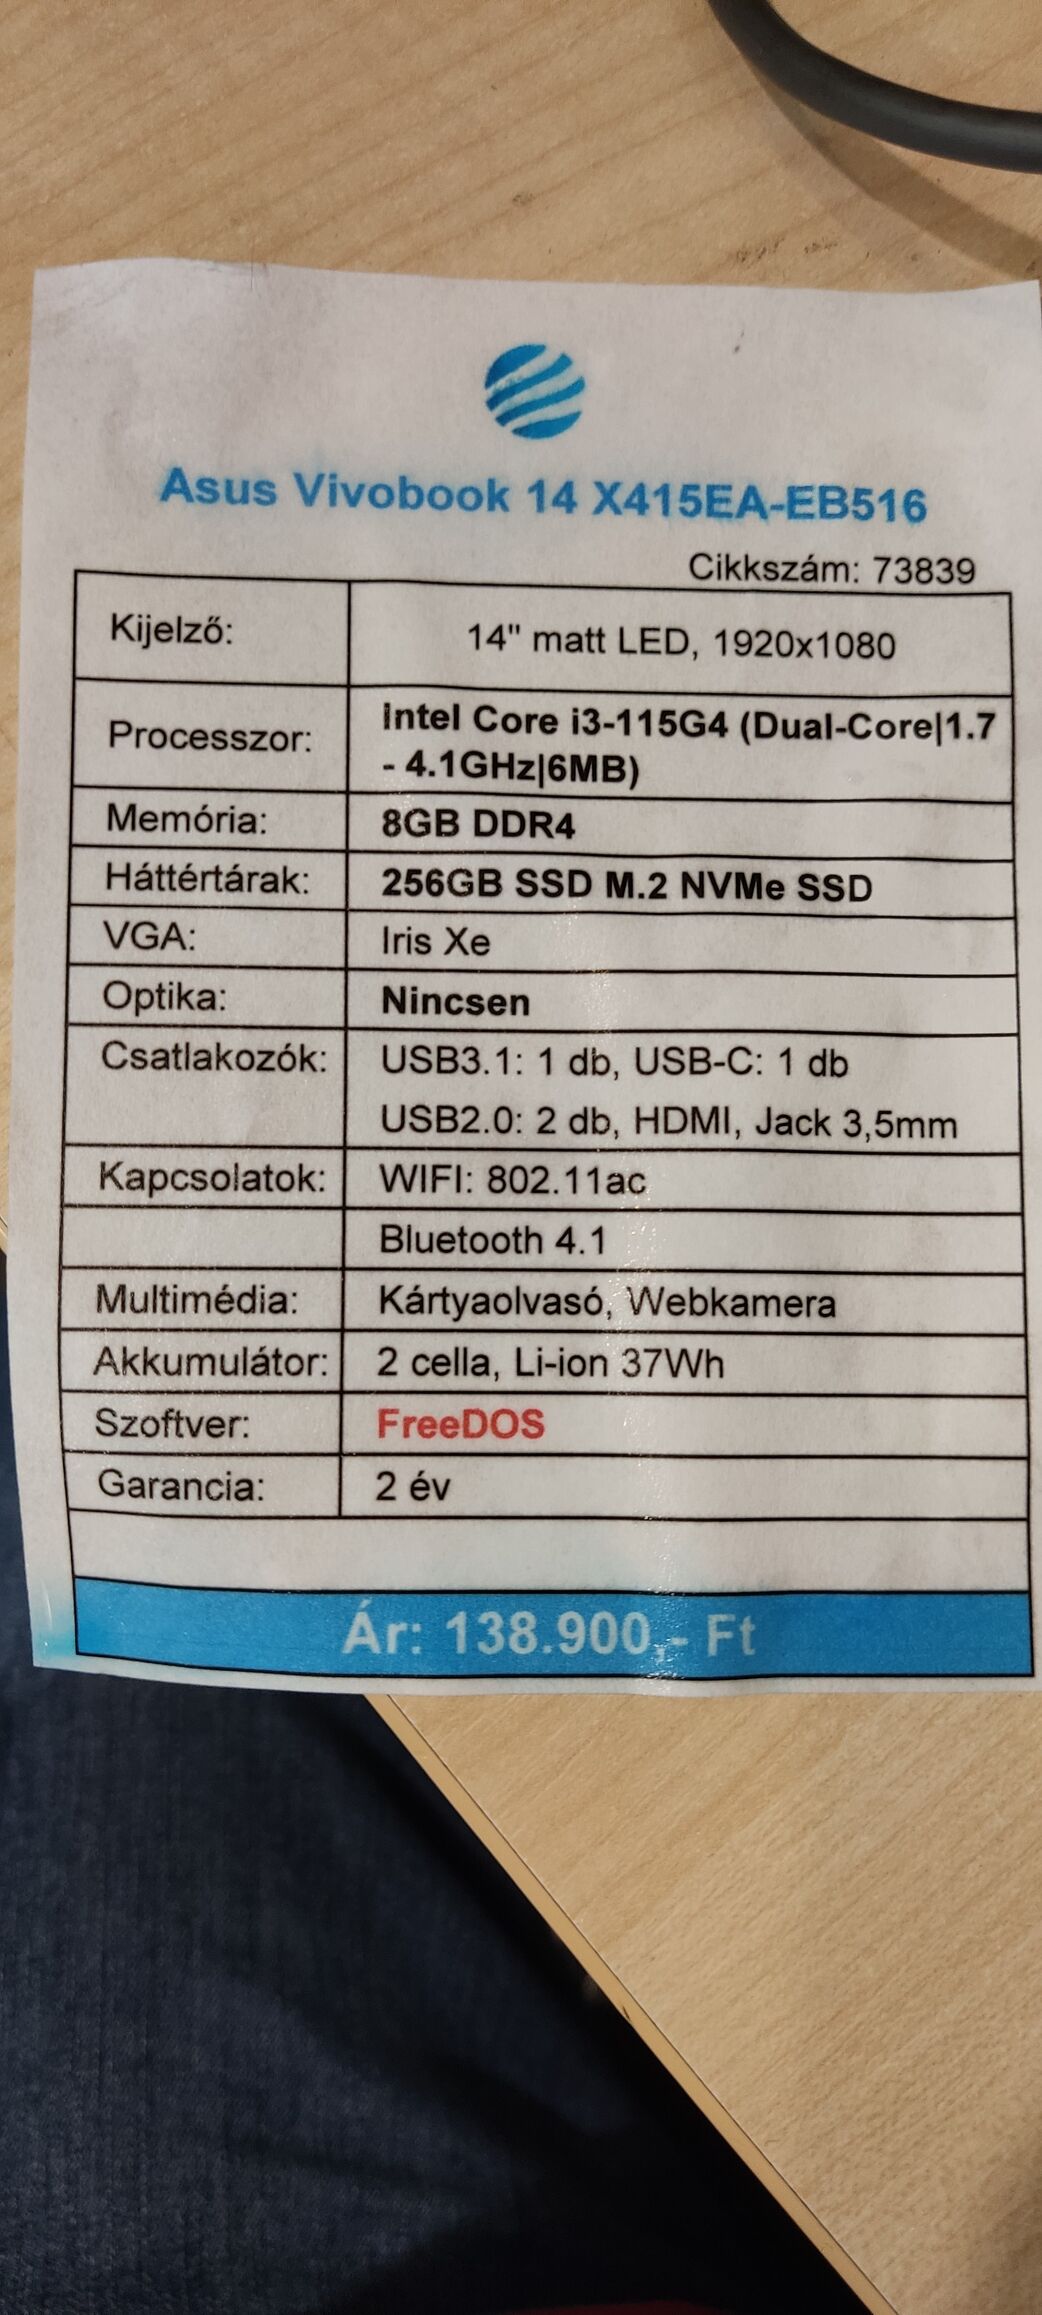 Asus Vivobook 14 X415EA-EB516
Cikkszám: 73839
Kijelző: 14" matt LED, 1920x1080
Processzor: Intel Core i3-115G4 (Dual-Core|1.7
- 4.1GHz|6MB)
Memória: 8GB DDR4
Háttértárak: 256GB SSD M.2 NVMe SSD
VGA: Iris Xe
Optika: Nincsen
Csatlakozók: USB3.1: 1 db, USB-C: 1 db
USB2.0: 2 db, HDMI, Jack 3,5mm
Kapcsolatok: WIFI: 802.11ac
Bluetooth 4.1
Multimédia: Kártyaolvasó, Webkamera
Akkumulátor: 2 cella, Li-ion 37Wh
Szoftver: FreeDOS
Garancia: 2 év
Ár: 138.900,- Ft